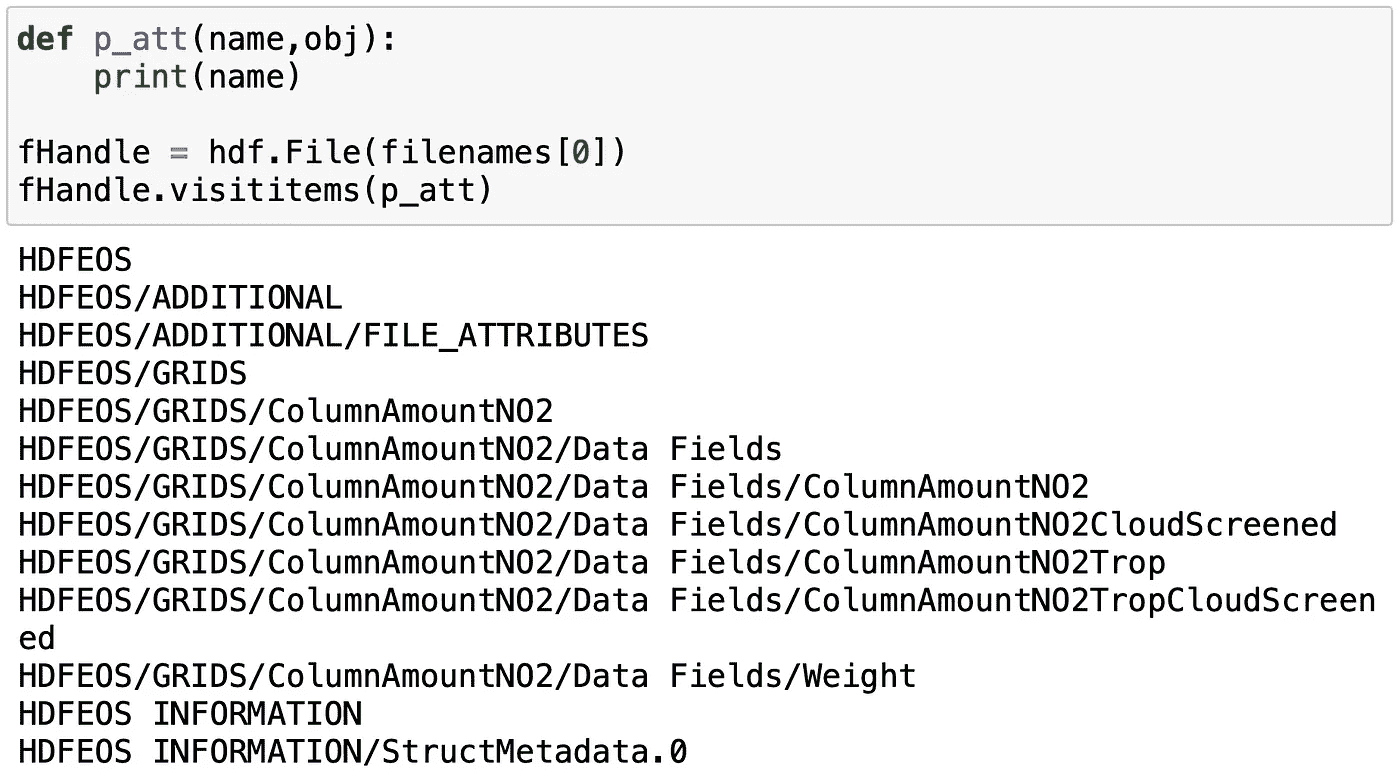 def p_att(name,obj):
    print(name)

fHandle = hdf.File(filenames[0])
fHandle.visititems(p_att)
HDFEOS
HDFEOS/ADDITIONAL
HDFEOS/ADDITIONAL/FILE_ATTRIBUTES
HDFEOS/GRIDS
HDFEOS/GRIDS/ColumnAmountNO2
HDFEOS/GRIDS/ColumnAmountNO2/Data Fields
HDFEOS/GRIDS/ColumnAmountNO2/Data Fields/ColumnAmountNO2
HDFEOS/GRIDS/ColumnAmountNO2/Data Fields/ColumnAmountNO2CloudScreened
HDFEOS/GRIDS/ColumnAmountNO2/Data Fields/ColumnAmountNO2Trop
HDFEOS/GRIDS/ColumnAmountNO2/Data Fields/ColumnAmountNO2TropCloudScreen
ed
HDFEOS/GRIDS/ColumnAmountNO2/Data Fields/Weight
HDFEOS INFORMATION
HDFEOS INFORMATION/StructMetadata.0